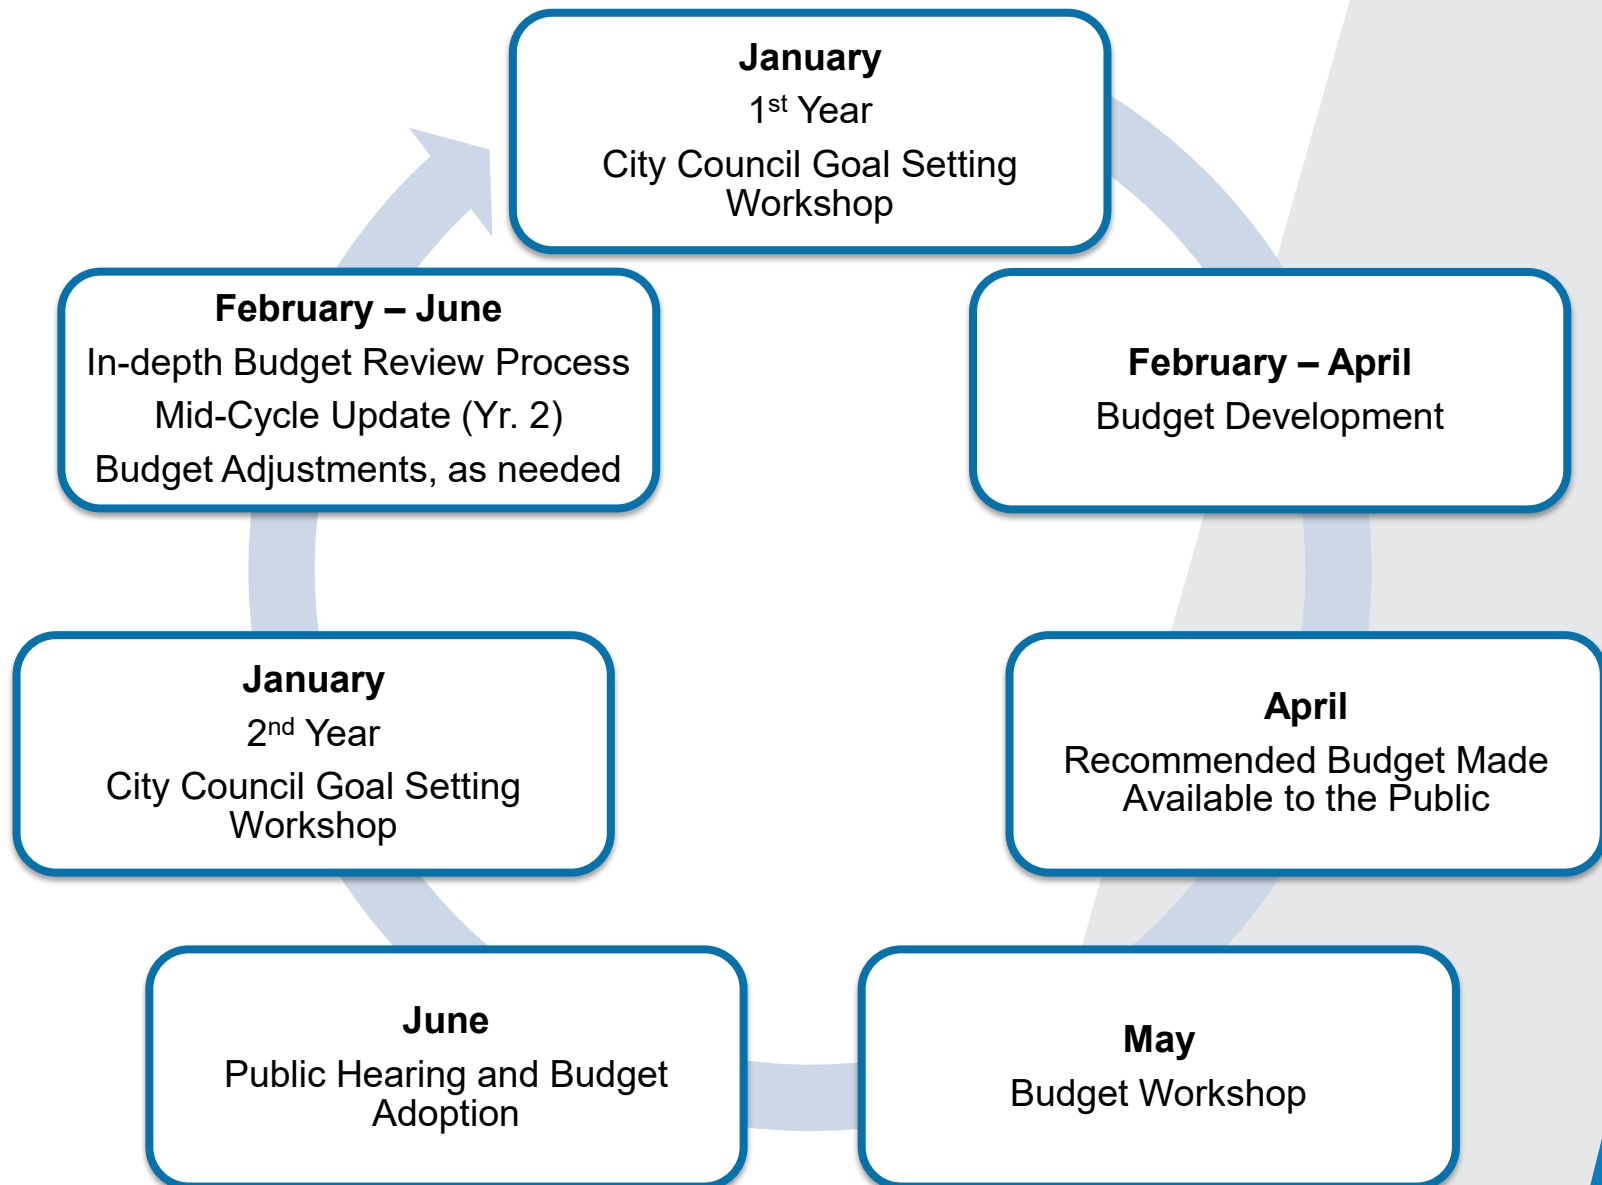 January
1st Year
City Council Goal Setting
Workshop
February – April
Budget Development
April
Recommended Budget Made
Available to the Public
May
Budget Workshop
June
Public Hearing and Budget
Adoption
January
2nd Year
City Council Goal Setting
Workshop
February – June
In-depth Budget Review Process
Mid-Cycle Update (Yr. 2)
Budget Adjustments, as needed